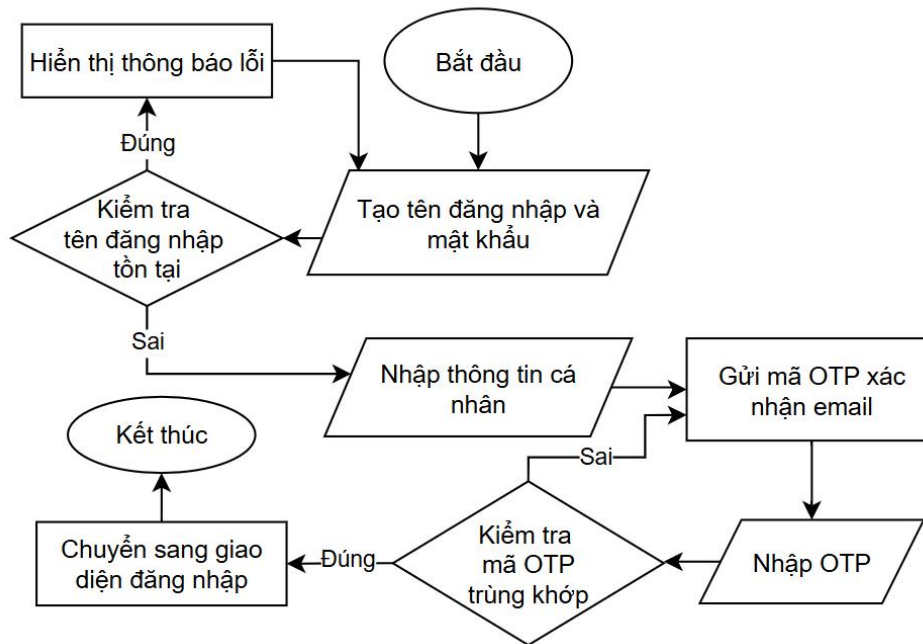 Hiển thị thông báo lỗi
Bắt đầu
Đúng
Kiểm tra
tên đăng nhập
tồn tại
Tạo tên đăng nhập và
mật khẩu
Sai
Nhập thông tin cá
nhân
Gửi mã OTP xác
nhận email
Kết thúc
Sai
Chuyển sang giao
diện đăng nhập
Đúng
Kiểm tra
mã OTP
trùng khớp
Nhập OTP